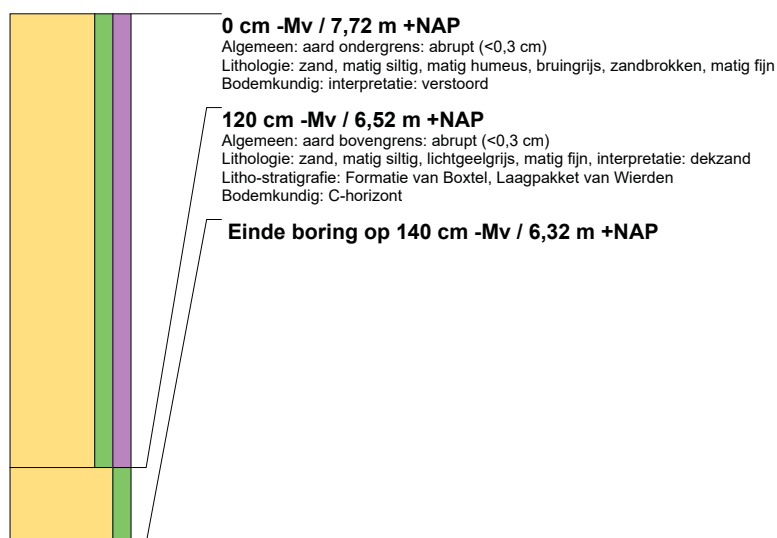 0 cm -Mv / 7,72 m +NAP
Algemeen: aard ondergrens: abrupt (<0,3 cm)
Lithologie: zand, matig siltig, matig humeus, bruingrijs, zandbrokken, matig fijn
Bodemkundig: interpretatie: verstoord
120 cm -Mv / 6,52 m +NAP
Algemeen: aard bovengrens: abrupt (<0,3 cm)
Lithologie: zand, matig siltig, lichtgeelgrijs, matig fijn, interpretatie: dekzand
Litho-stratigrafie: Formatie van Boxtel, Laagpakket van Wierden
Bodemkundig: C-horizont
Einde boring op 140 cm -Mv / 6,32 m +NAP